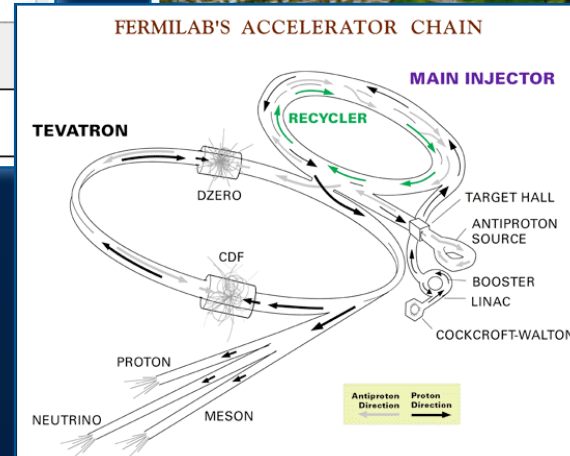 FERMILAB'S ACCELERATOR CHAIN
MAIN INJECTOR
RECYCLER
TEVATRON
DZERO
TARGET HALL
ANTIPROTON
SOURCE
CDF
BOOSTER
LINAC
COCKCROFT-WALTON
PROTON
NEUTRINO
MESON
Antiproton Proton
Direction Direction